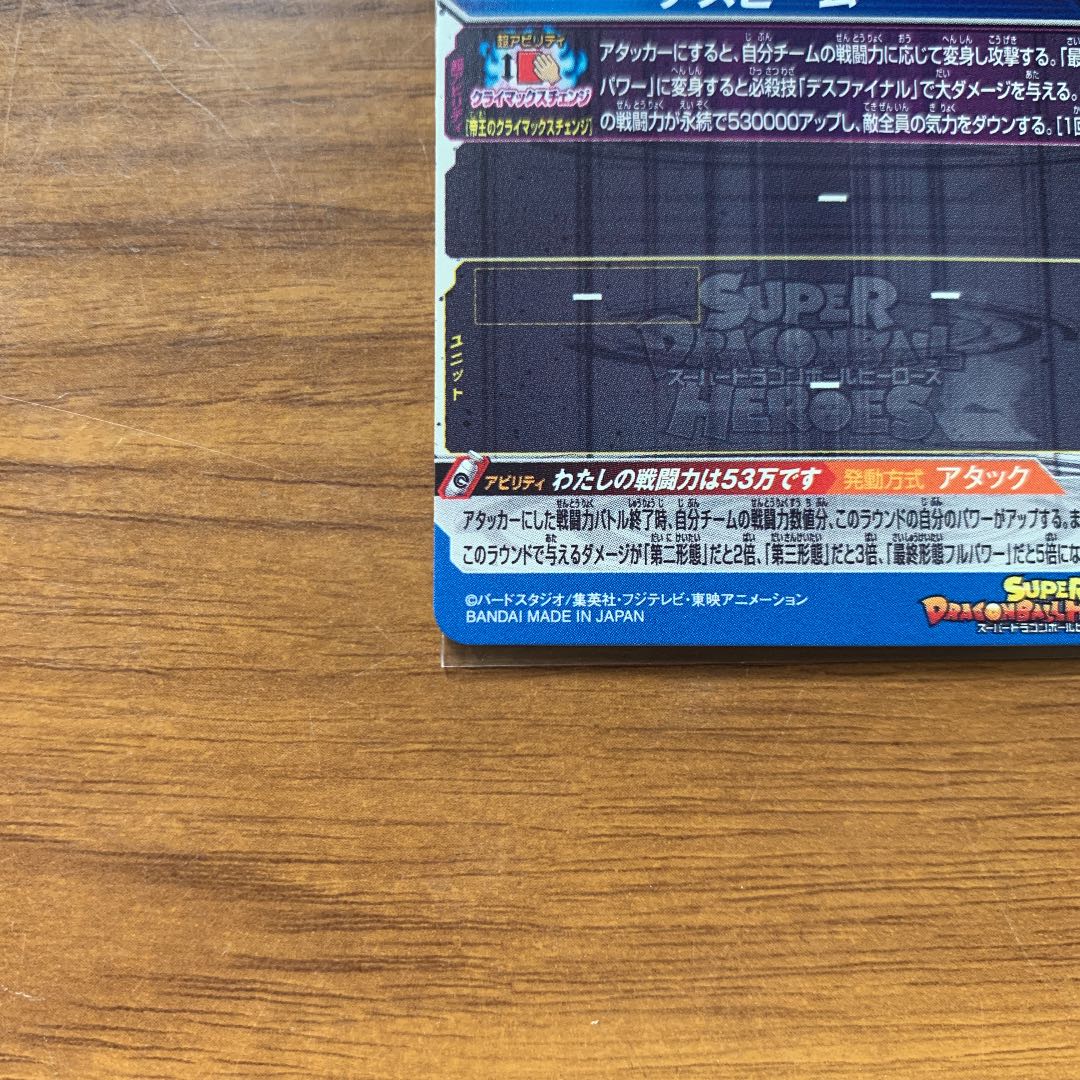 デスビーム
超アビリティ
クライマックスチェンジ
[帝王のクライマックスチェンジ]
アタッカーにすると、自分チームの戦闘力に応じて変身し攻撃する。「最
パワー」に変身すると必殺技「デスファイナル」で大ダメージを与える。
の戦闘力が永続で530000アップし、敵全員の気力をダウンする。[1回
ー
ー
ー
ー
ユニット
SUPER
DRAGONBALL
スーパードラゴンボールヒーローズ
HEROES
アビリティ わたしの戦闘力は53万です 発動方式 アタック
アタッカーにした戦闘力バトル終了時、自分チームの戦闘力数値分、このラウンドの自分のパワーがアップする。ま
このラウンドで与えるダメージが「第二形態」だと2倍、「第三形態」だと3倍、「最終形態フルパワー」だと5倍にな
©バードスタジオ/集英社・フジテレビ・東映アニメーション
BANDAI MADE IN JAPAN
SUPER
DRAGONBALL H
スーパードラゴンボールヒ